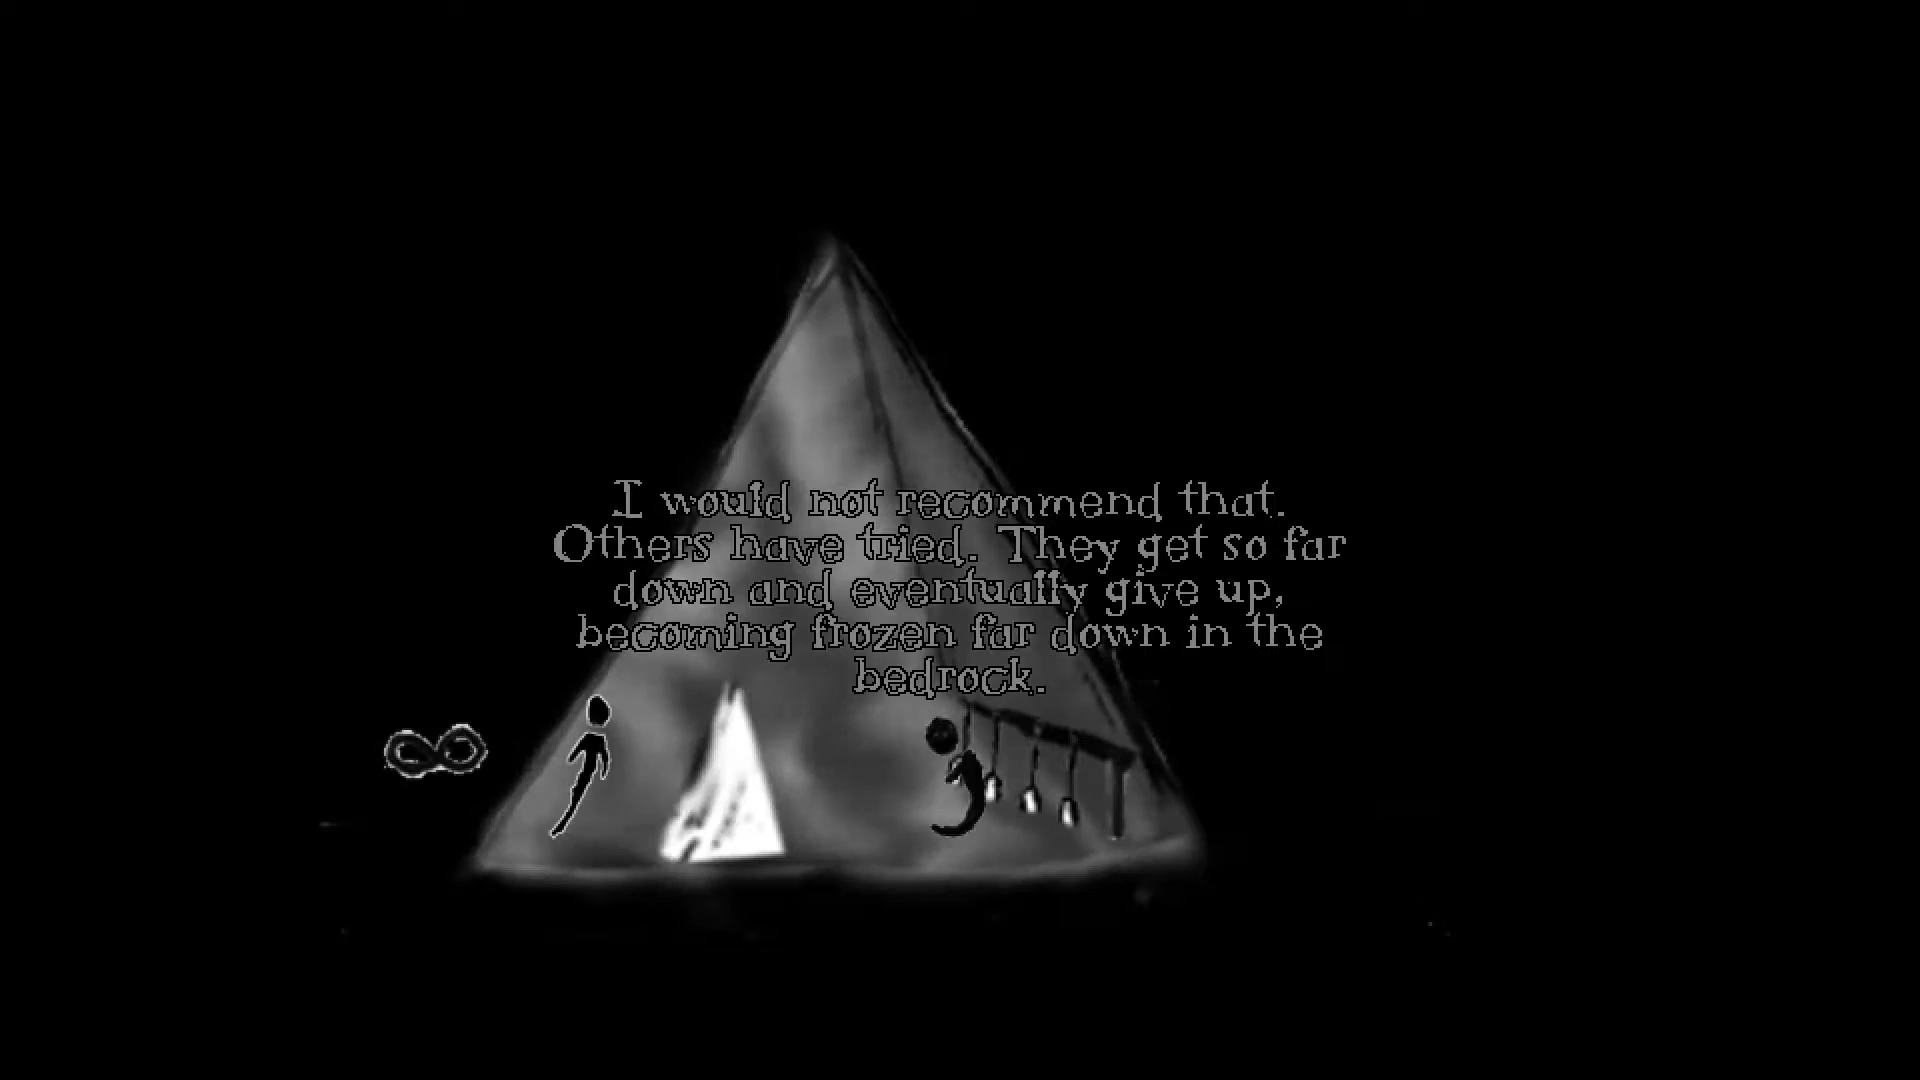 I would not recommend that.
Others have tried. They get so far
down and eventually give up,
becoming frozen far down in the
bedrock.